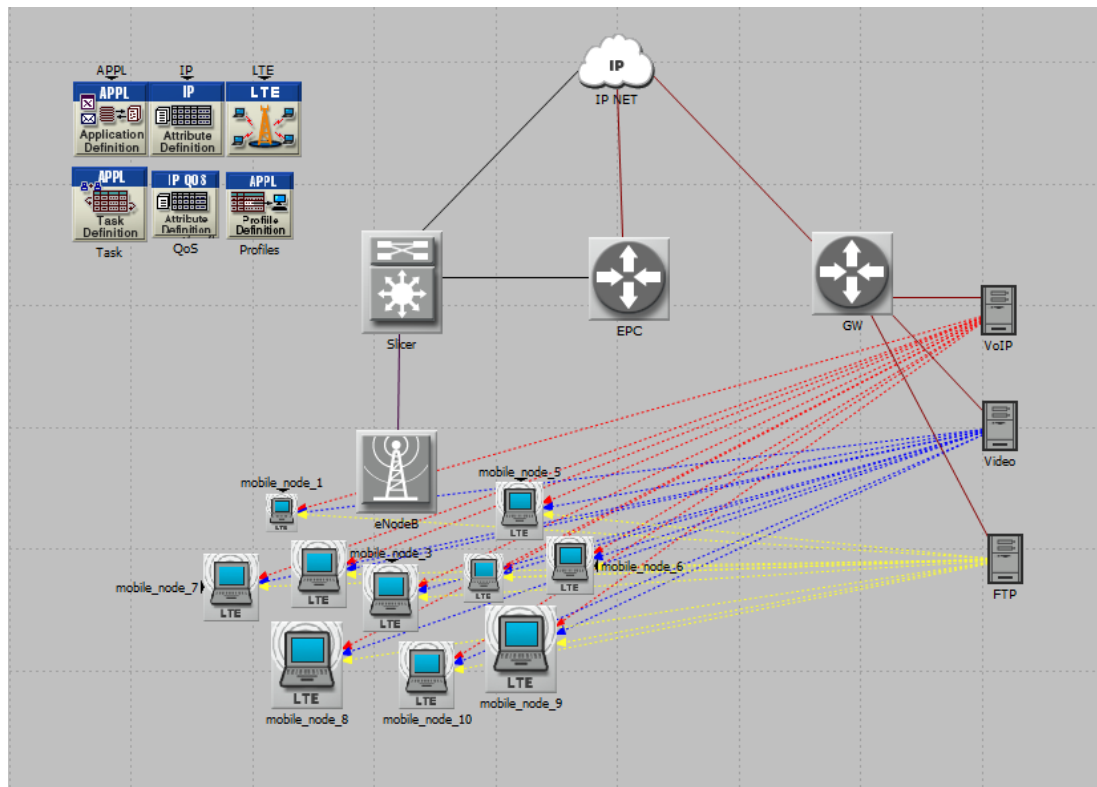 APPL
IP
LTE
APPL
Application
Definition
IP
Attribute
Definition
LTE
APPL
Task
Definition
Task
IP QOS
Attribute
Definition
QoS
APPL
Profile
Definition
Profiles
IP
IP NET
Slicer
EPC
GW
VoIP
Video
FTP
eNodeB
mobile_node_1
LTE
mobile_node_5
LTE
mobile_node_7
LTE
LTE
mobile_node_3
LTE
LTE
mobile_node_6
LTE
LTE
mobile_node_8
LTE
mobile_node_10
LTE
mobile_node_9